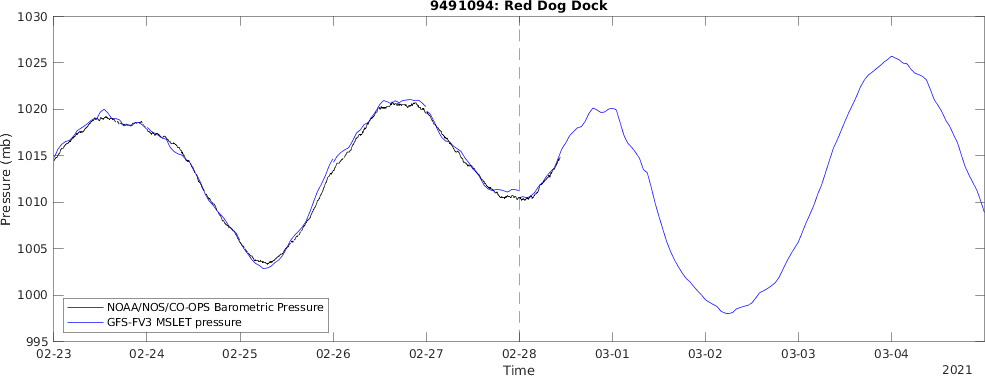 9491094: Red Dog Dock
1030
1025
1020
1015
1010
1005
1000
995
Pressure (mb)
NOAA/NOS/CO-OPS Barometric Pressure
GFS-FV3 MSLET pressure
02-23 02-24 02-25 02-26 02-27 02-28 03-01 03-02 03-03 03-04
Time
2021